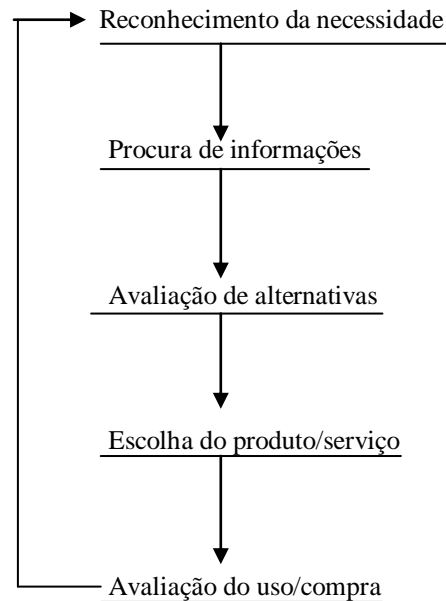 Reconhecimento da necessidade
Procura de informações
Avaliação de alternativas
Escolha do produto/serviço
Avaliação do uso/compra